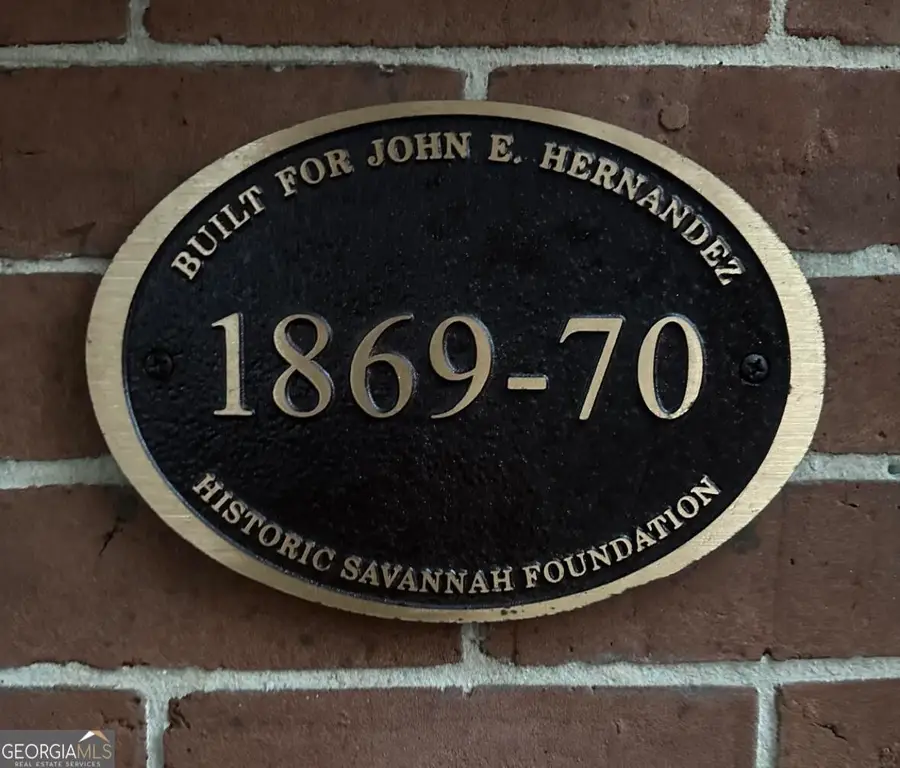 BUILT FOR JOHN E. HERNANDEZ
1869-70
HISTORIC SAVANNAH FOUNDATION
GEORGIAMLS
REAL ESTATE SERVICES